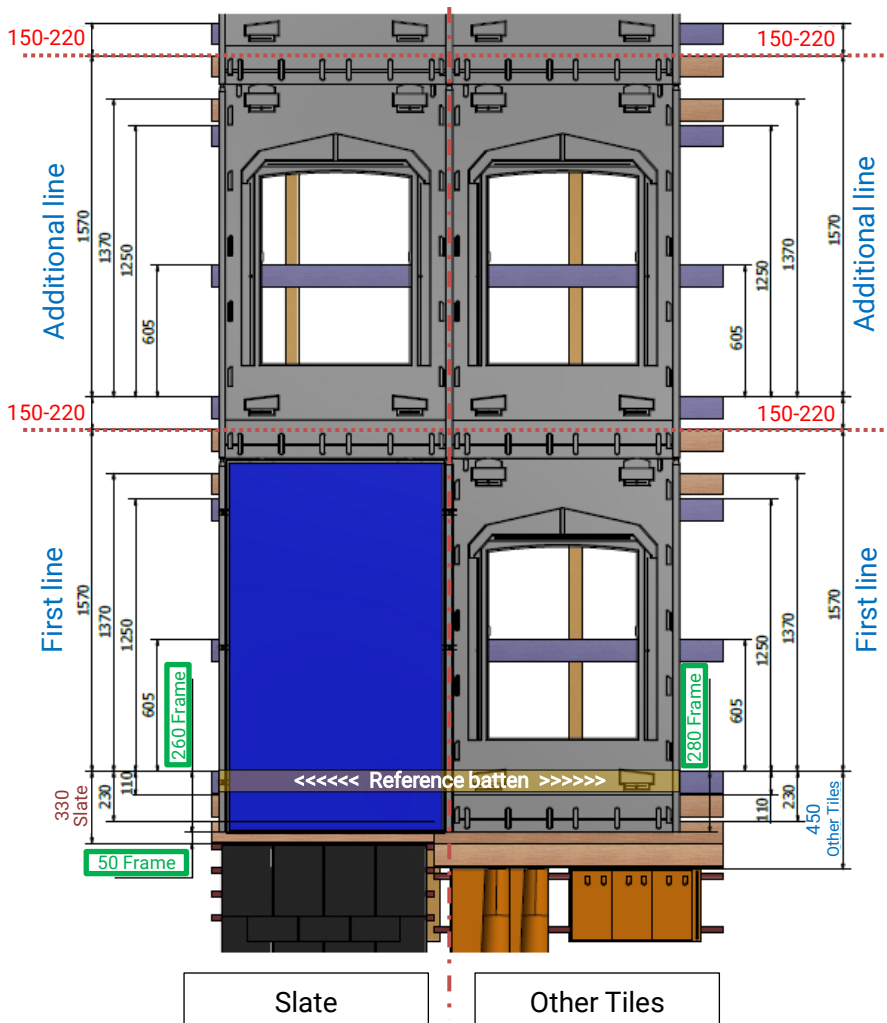 150-220
150-220
Additional line
1570
1370
1250
605
605
1250
1370
1570
Additional line
150-220
150-220
First line
1570
1370
1250
605
260 Frame
280 Frame
605
1250
1370
1570
First line
<<<<<< Reference batten >>>>>>
330
Slate
230
110
110
230
450
Other Tiles
50 Frame
Slate
Other Tiles